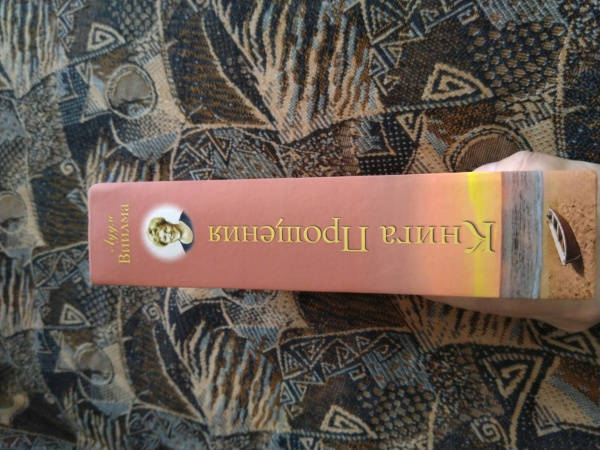 Лууле
Виилма
Книга Прощения